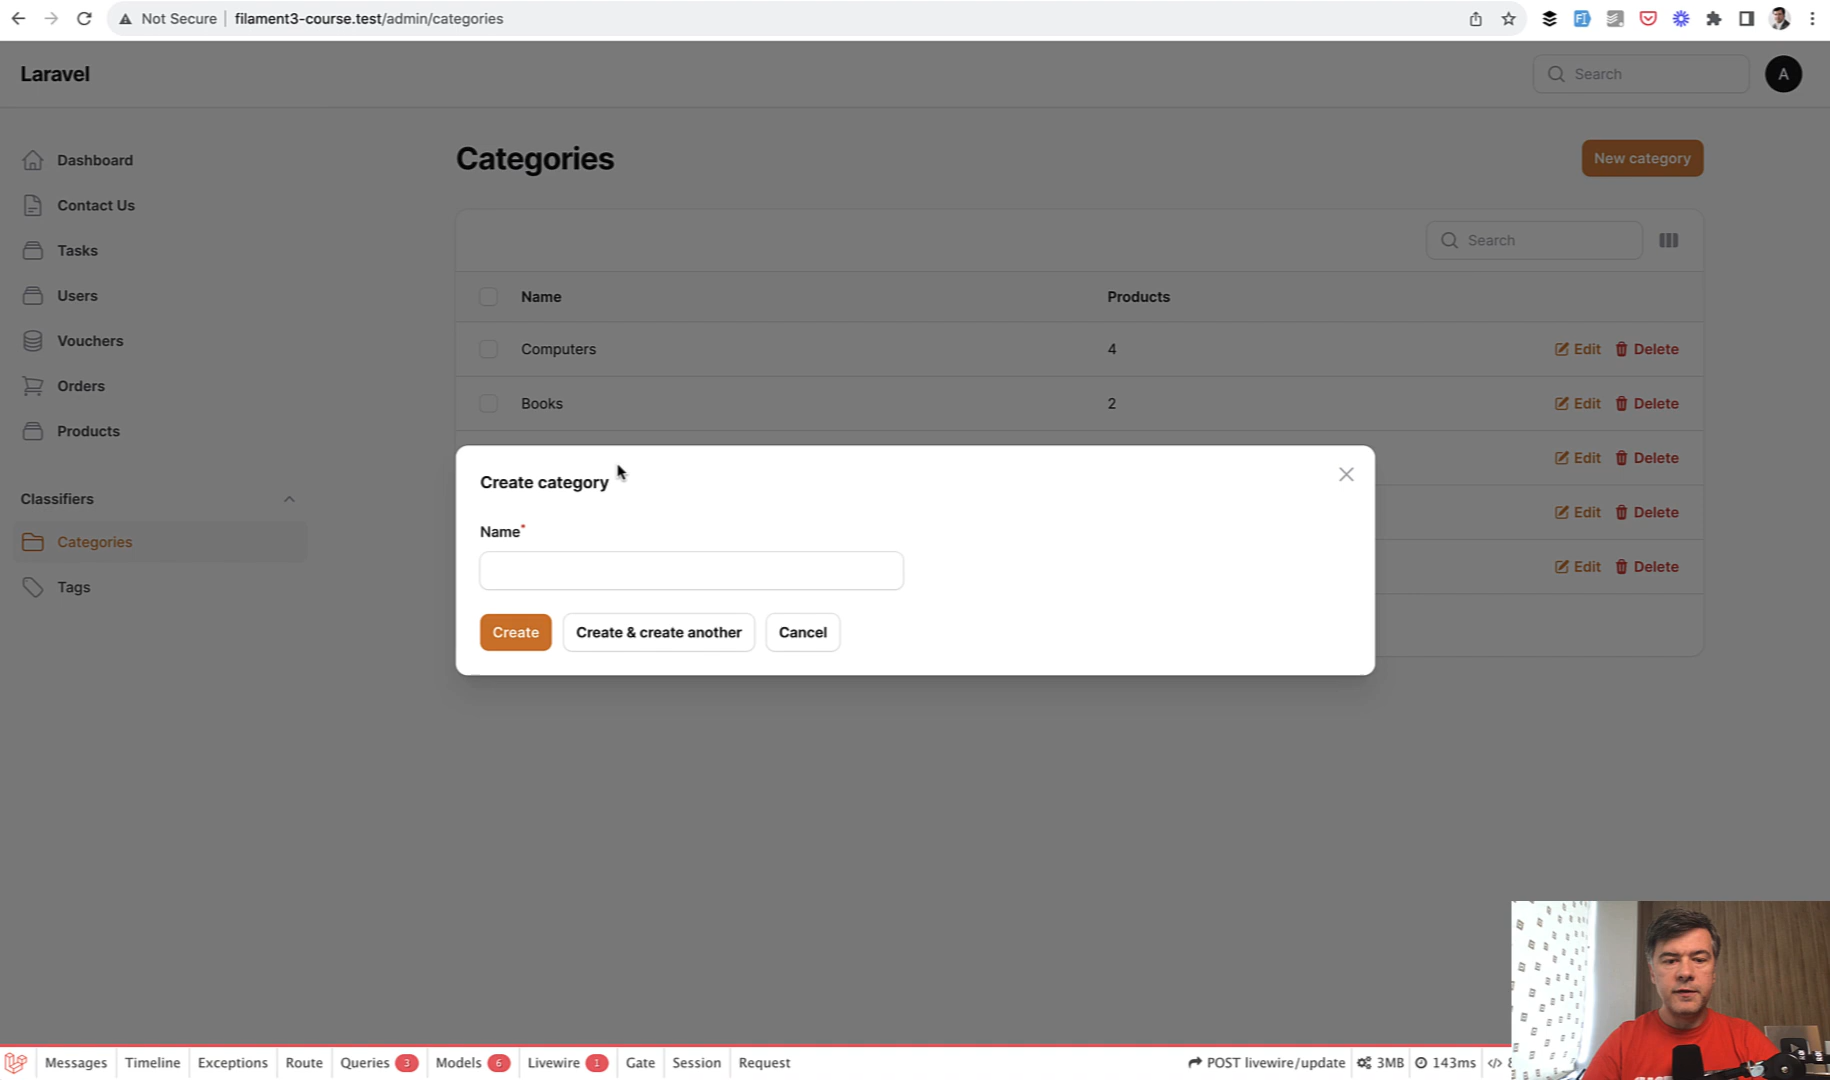 Not Secure | filament3-course.test/admin/categories
Laravel
Search
A
Dashboard
Contact Us
Tasks
Users
Vouchers
Orders
Products
Classifiers
Categories
Tags
Categories
New category
Search
Name Products
Computers 4 Edit Delete
Books 2 Edit Delete
Edit Delete
Edit Delete
Edit Delete
Create category
Name*
Create Create & create another Cancel
Messages Timeline Exceptions Route Queries 3 Models 6 Livewire 1 Gate Session Request POST livewire/update 3MB 143ms